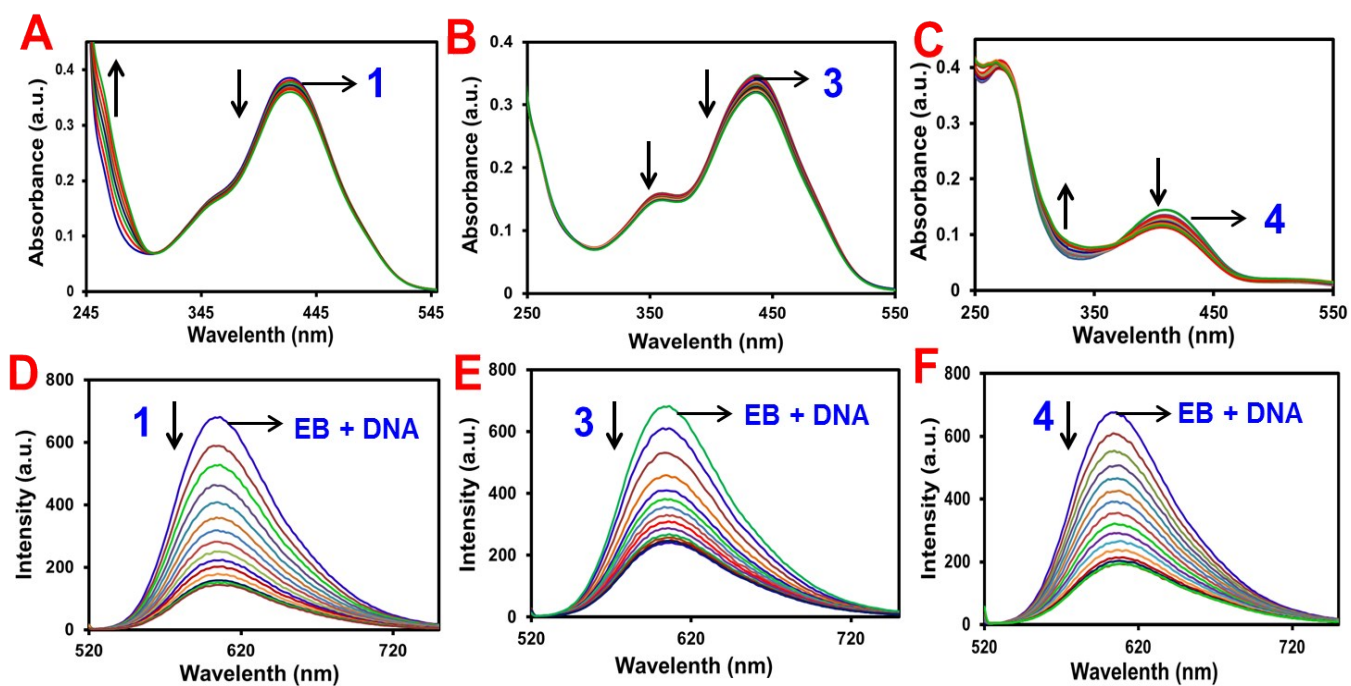 A
0.4
0.3
0.2
0.1
0
Absorbance (a.u.)
1
245 345 445 545
Wavelenth (nm)
B
0.4
0.3
0.2
0.1
0
Absorbance (a.u.)
3
250 350 450 550
Wavelenth (nm)
C
0.4
0.3
0.2
0.1
0
Absorbance (a.u.)
4
250 350 450 550
Wavelenth (nm)
D
800
600
400
200
0
Intensity (a.u.)
1
EB + DNA
520 620 720
Wavelenth (nm)
E
800
600
400
200
0
Intensity (a.u.)
3
EB + DNA
520 620 720
Wavelenth (nm)
F
800
600
400
200
0
Intensity (a.u.)
4
EB + DNA
520 620 720
Wavelenth (nm)